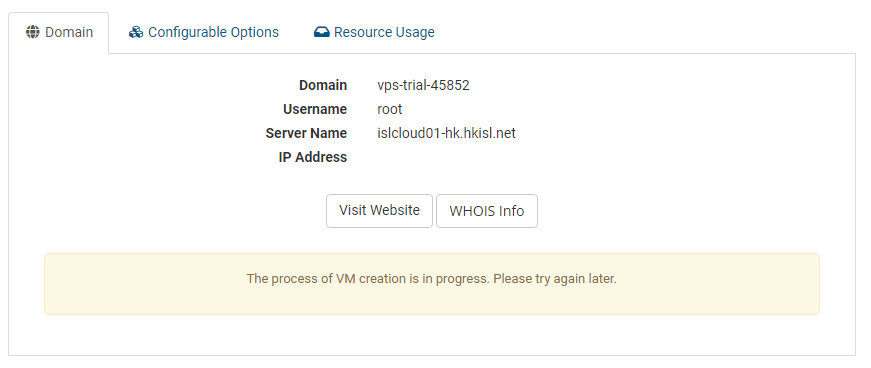 Domain Configurable Options Resource Usage
Domain vps-trial-45852
Username root
Server Name islcloud01-hk.hkisl.net
IP Address
Visit Website WHOIS Info
The process of VM creation is in progress. Please try again later.